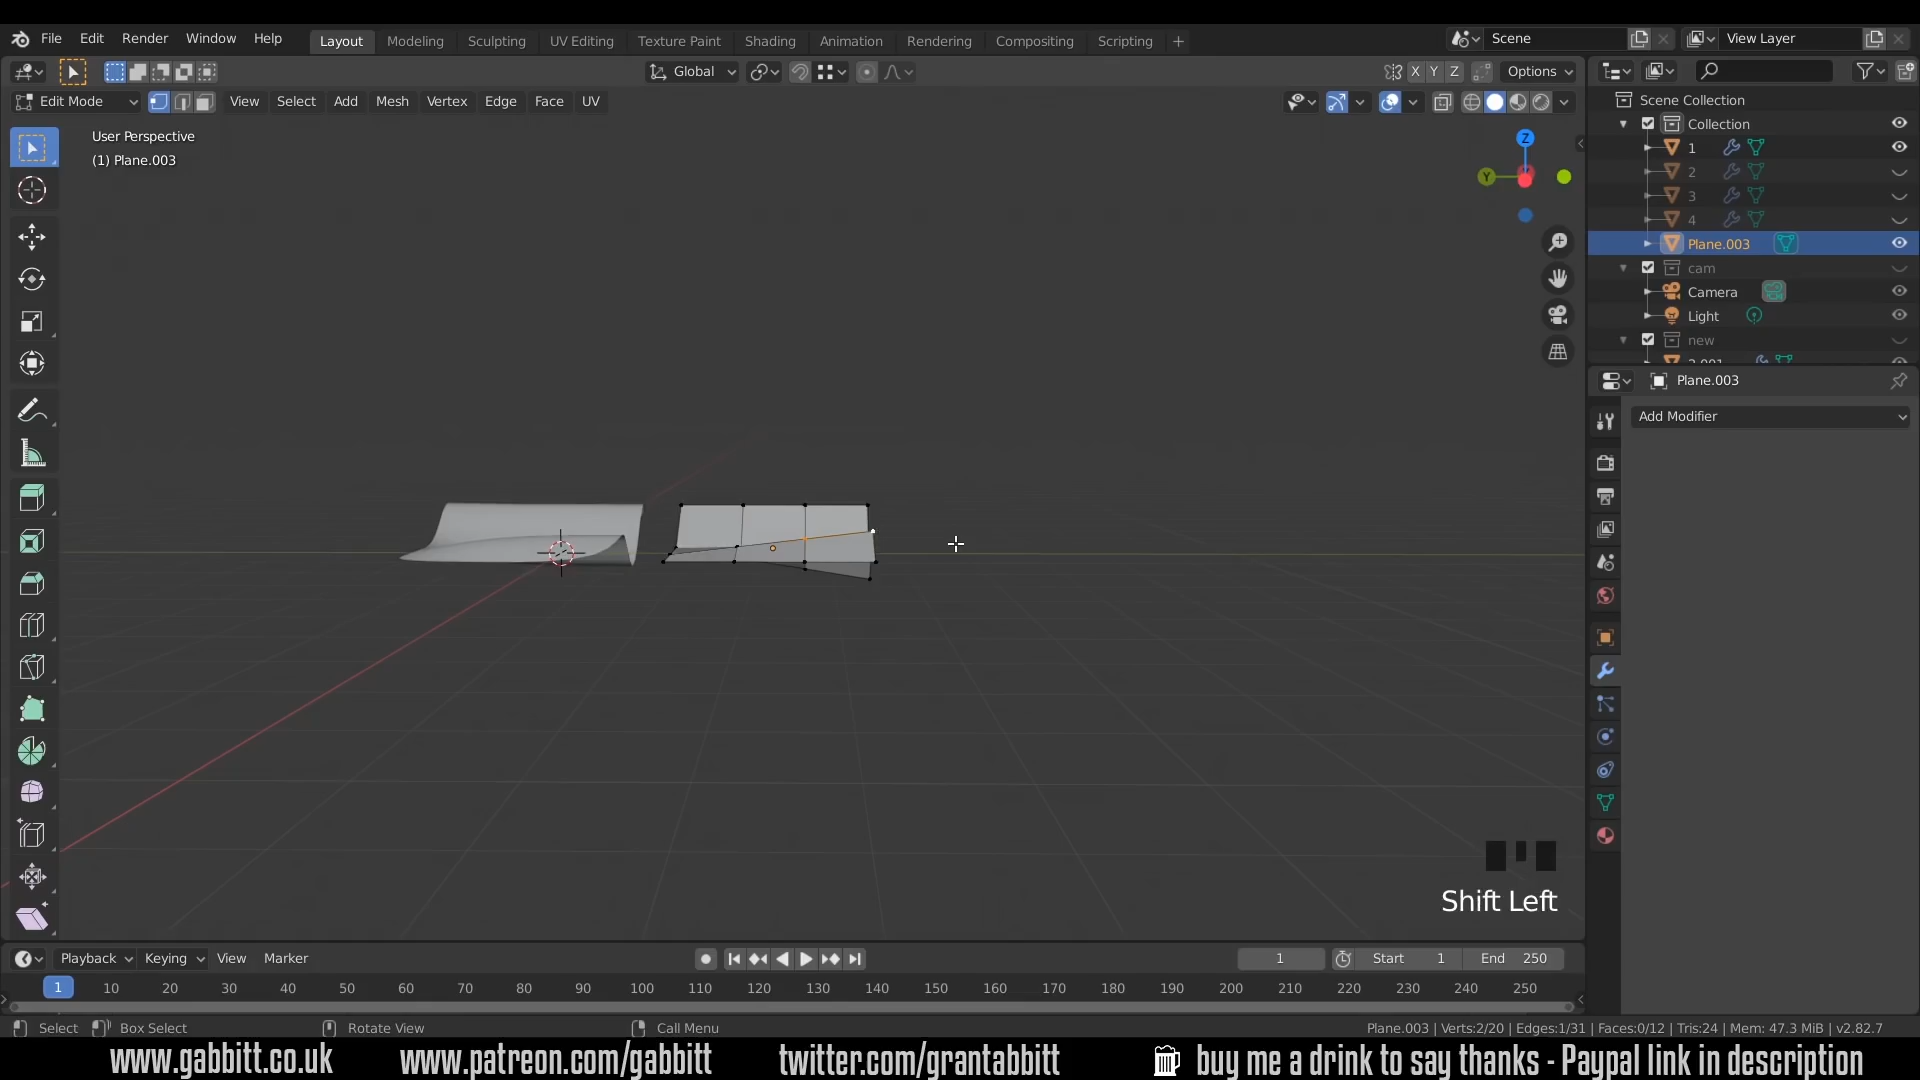 File Edit Render Window Help Layout Modeling Sculpting UV Editing Texture Paint Shading Animation Rendering Compositing Scripting + Scene View Layer
Global X Y Z Options
Edit Mode View Select Add Mesh Vertex Edge Face UV
User Perspective
(1) Plane.003
Z
Y
Scene Collection
Collection
1
2
3
4
Plane.003
cam
Camera
Light
new
Plane.003
Add Modifier
Shift Left
Playback Keying View Marker 1 Start 1 End 250
1 10 20 30 40 50 60 70 80 90 100 110 120 130 140 150 160 170 180 190 200 210 220 230 240 250
Select Box Select Rotate View Call Menu Plane.003 | Verts:2/20 | Edges:1/31 | Faces:0/12 | Tris:24 | Mem: 47.3 MiB | v2.82.7
www.gabbitt.co.uk www.patreon.com/gabbitt twitter.com/grantabbitt buy me a drink to say thanks - Paypal link in description